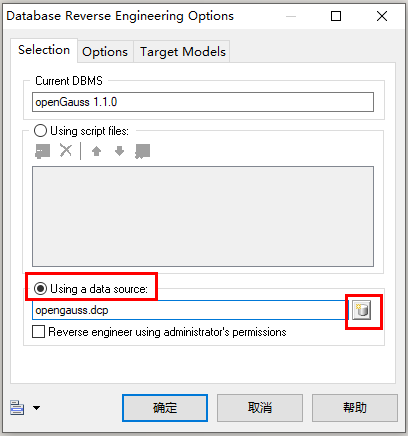 Database Reverse Engineering Options
Selection Options Target Models
Current DBMS
openGauss 1.1.0
Using script files:
Using a data source:
opengauss.dcp
Reverse engineer using administrator's permissions
确定 取消 帮助